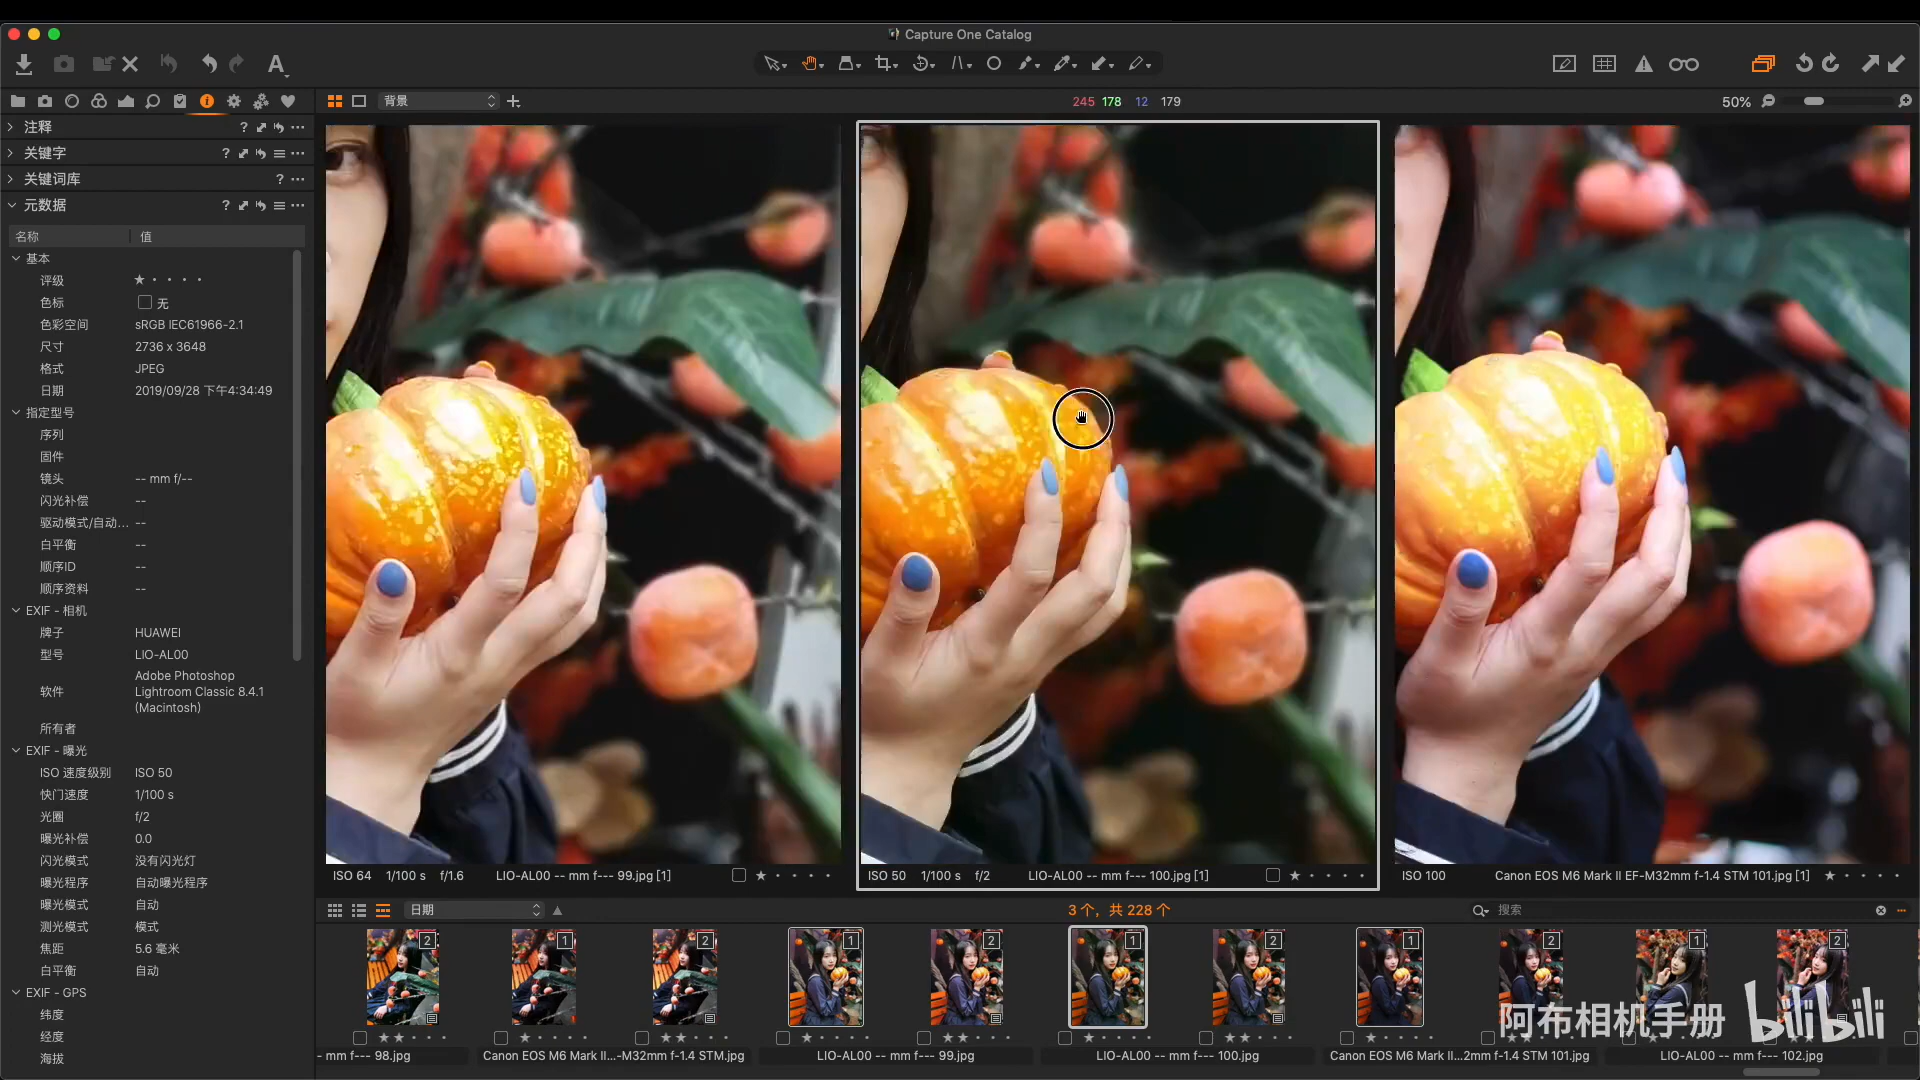 Capture One Catalog
A
背景
245 178 12 179
50%
注释
关键字
关键词库
元数据
名称 值
基本
评级
色标 无
色彩空间 sRGB IEC61966-2.1
尺寸 2736 x 3648
格式 JPEG
日期 2019/09/28 下午4:34:49
指定型号
序列
固件
镜头 -- mm f/--
闪光补偿 --
驱动模式/自动... --
白平衡 --
顺序ID --
顺序资料 --
EXIF - 相机
牌子 HUAWEI
型号 LIO-AL00
软件 Adobe Photoshop Lightroom Classic 8.4.1 (Macintosh)
所有者
EXIF - 曝光
ISO 速度级别 ISO 50
快门速度 1/100 s
光圈 f/2
曝光补偿 0.0
闪光模式 没有闪光灯
曝光程序 自动曝光程序
曝光模式 自动
测光模式 模式
焦距 5.6 毫米
白平衡 自动
EXIF - GPS
纬度
经度
海拔
ISO 64 1/100 s f/1.6 LIO-AL00 -- mm f--- 99.jpg [1]
ISO 50 1/100 s f/2 LIO-AL00 -- mm f--- 100.jpg [1]
ISO 100 Canon EOS M6 Mark II EF-M32mm f-1.4 STM 101.jpg [1]
日期
3 个，共 228 个
搜索
2 1 2 1 2 1 2 1 2 1 2
- mm f--- 98.jpg
Canon EOS M6 Mark II...-M32mm f-1.4 STM.jpg
LIO-AL00 -- mm f--- 99.jpg
LIO-AL00 -- mm f--- 100.jpg
Canon EOS M6 Mark II...2mm f-1.4 STM 101.jpg
LIO-AL00 -- mm f--- 102.jpg
阿布相机手册 bilibili